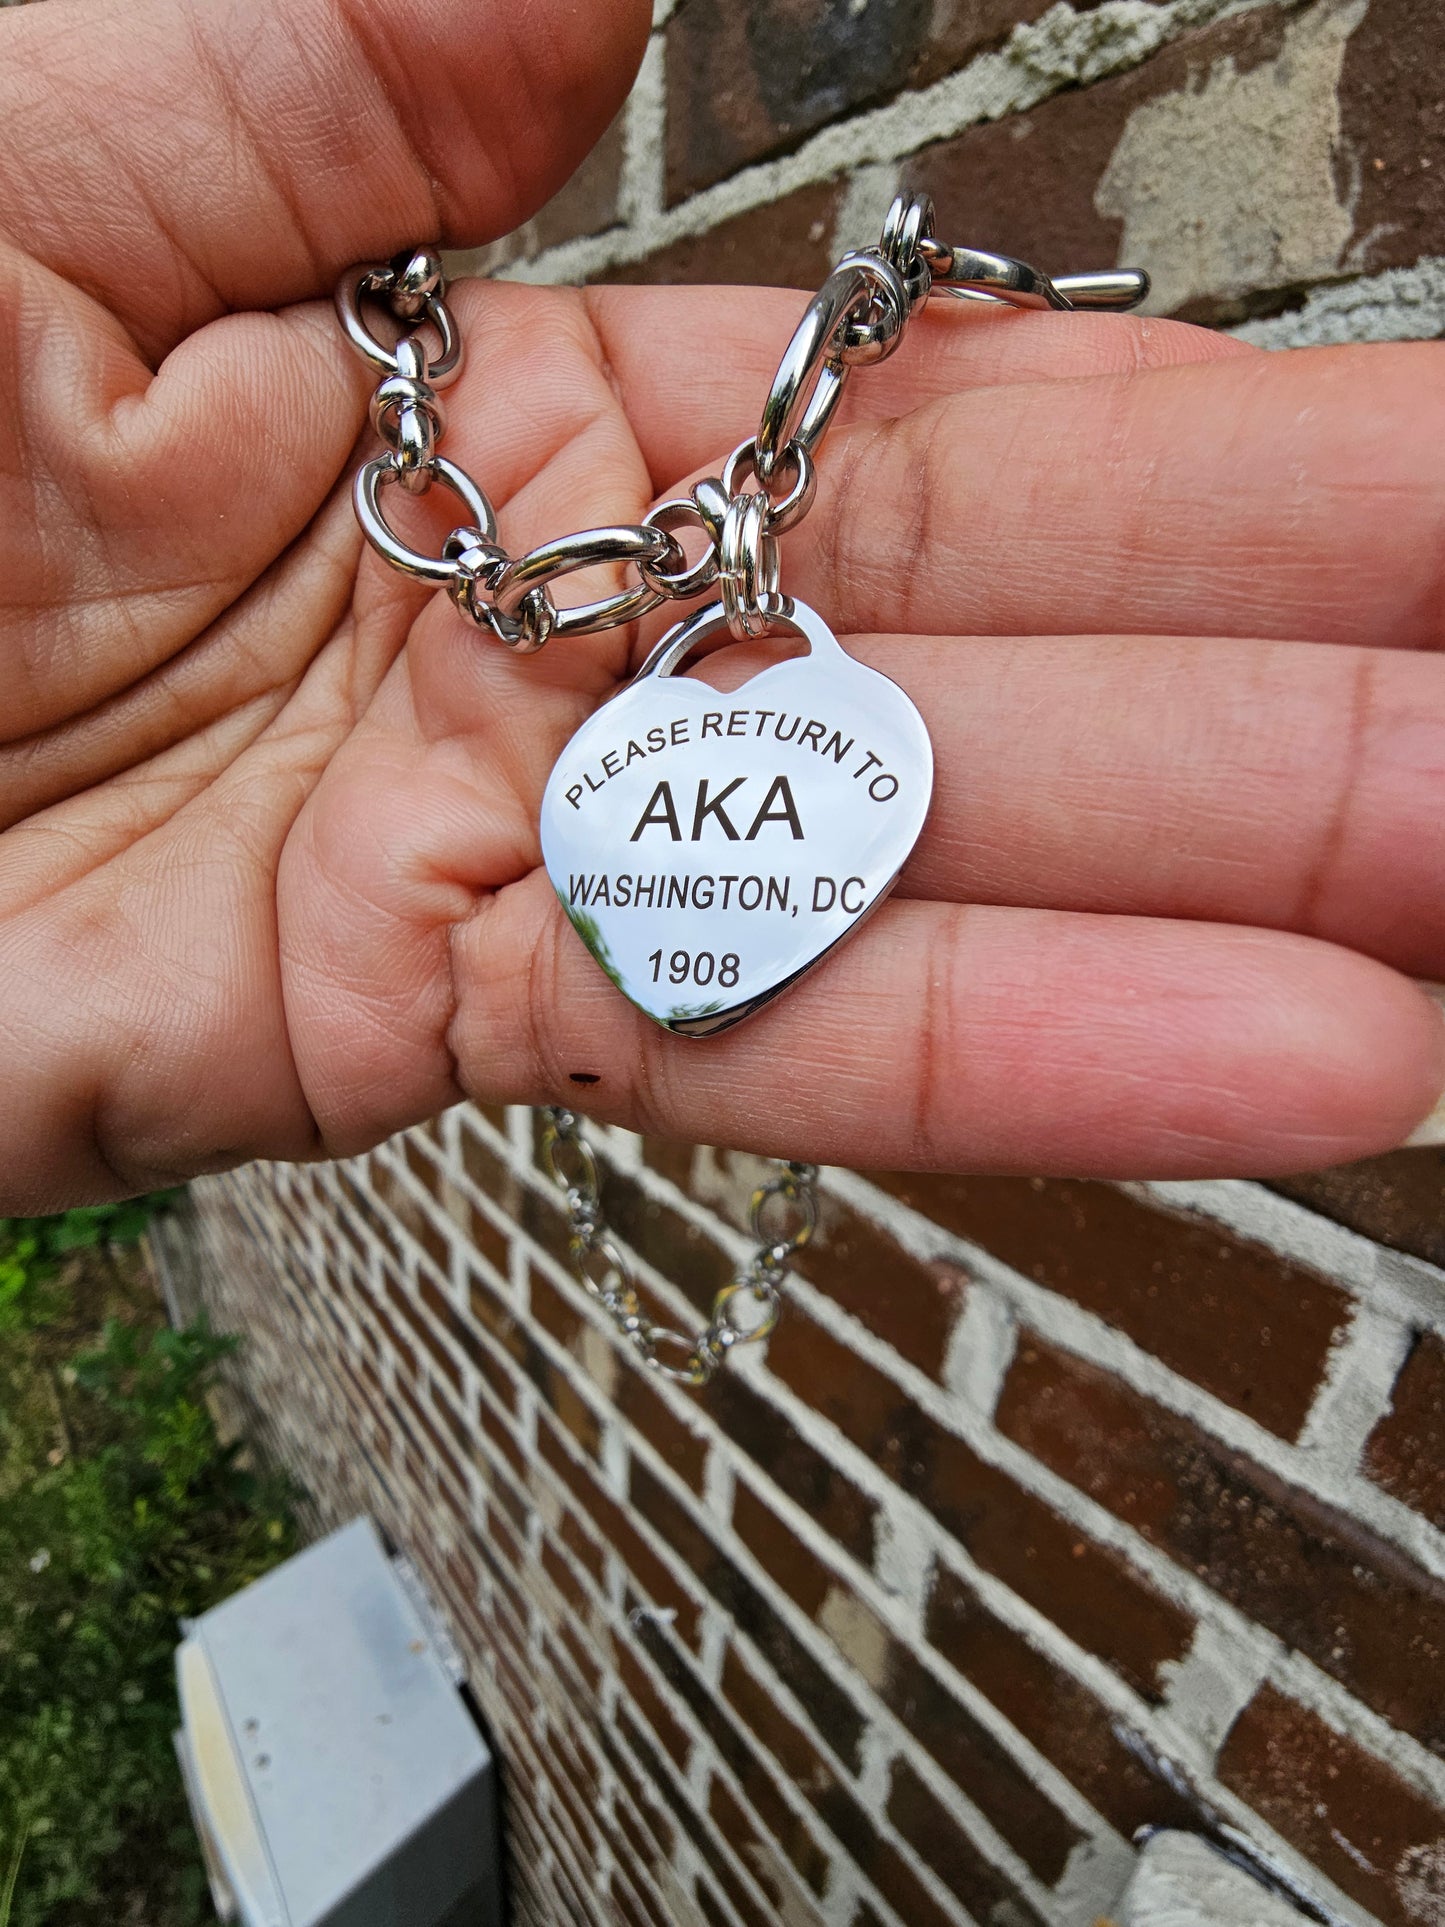 PLEASE RETURN TO
AKA
WASHINGTON, DC
1908